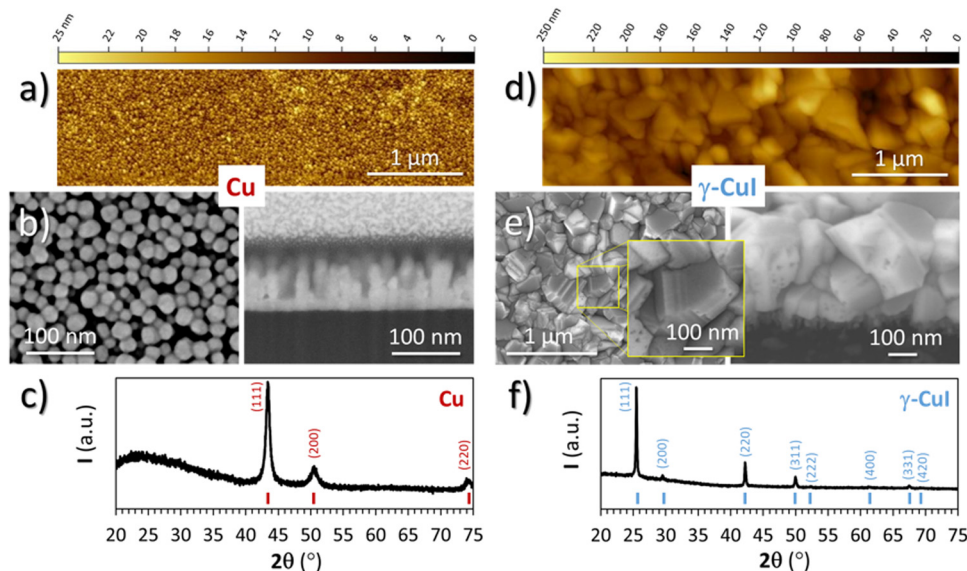 25 nm
22
20
18
16
14
12
10
8
6
4
2
0
a)
1 μm
Cu
b)
100 nm
100 nm
c)
Cu
(111)
(200)
(220)
I (a.u.)
20 25 30 35 40 45 50 55 60 65 70 75
2θ (°)
250 nm
220
200
180
160
140
120
100
80
60
40
20
0
d)
1 μm
γ-CuI
e)
1 μm
100 nm
100 nm
f)
γ-CuI
(111)
(200)
(220)
(311)
(222)
(400)
(331)
(420)
I (a.u.)
20 25 30 35 40 45 50 55 60 65 70 75
2θ (°)